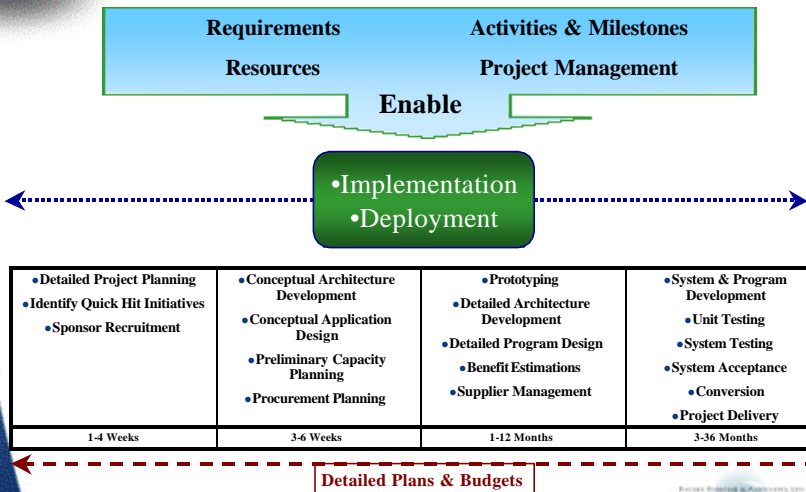 Requirements Activities & Milestones
Resources Project Management
Enable
•Implementation
•Deployment
•Detailed Project Planning
•Identify Quick Hit Initiatives
•Sponsor Recruitment
•Conceptual Architecture
Development
•Conceptual Application
Design
•Preliminary Capacity
Planning
•Procurement Planning
•Prototyping
•Detailed Architecture
Development
•Detailed Program Design
•Benefit Estimations
•Supplier Management
•System & Program
Development
•Unit Testing
•System Testing
•System Acceptance
•Conversion
•Project Delivery
1-4 Weeks 3-6 Weeks 1-12 Months 3-36 Months
Detailed Plans & Budgets